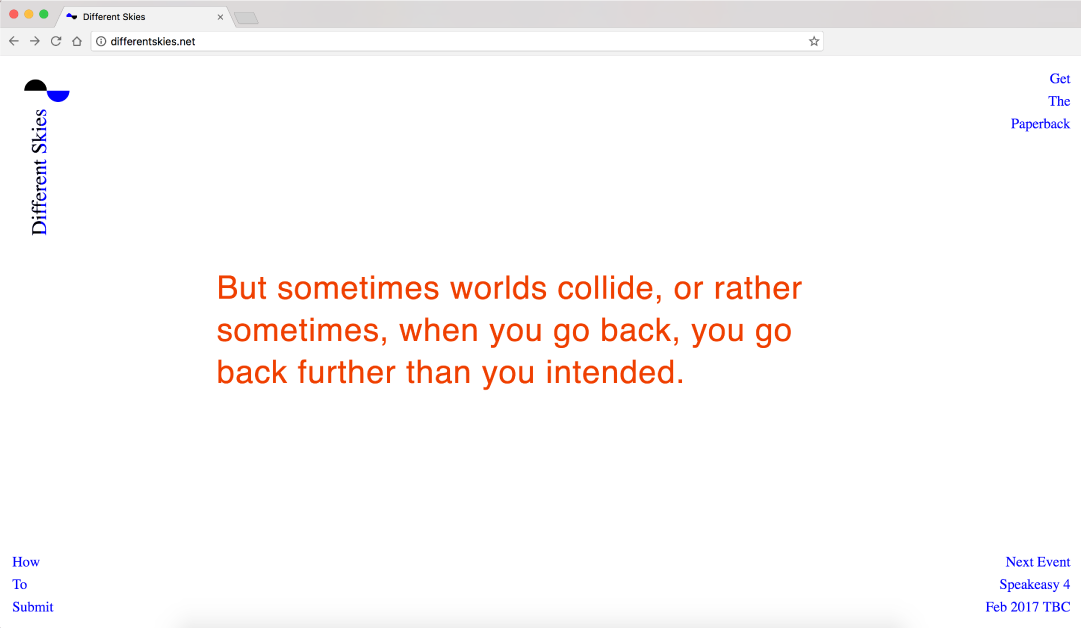 Different Skies
differentskies.net
Different Skies
Get
The
Paperback
But sometimes worlds collide, or rather
sometimes, when you go back, you go
back further than you intended.
How
To
Submit
Next Event
Speakeasy 4
Feb 2017 TBC